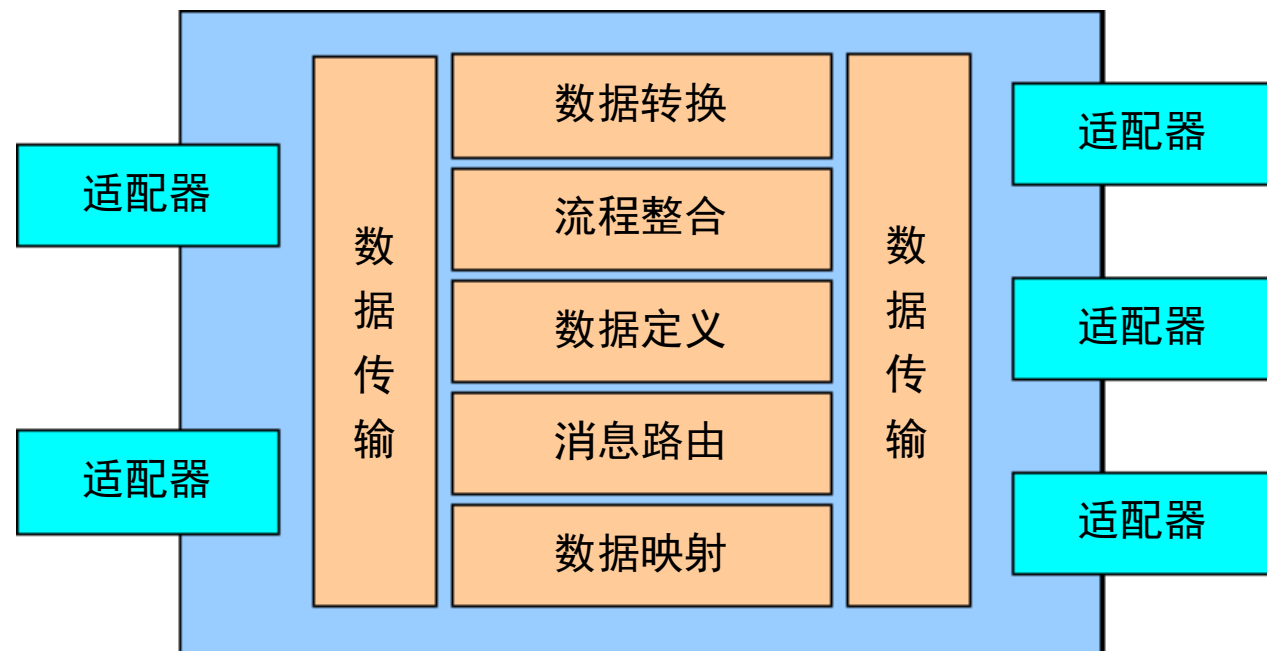 适配器
适配器
数据传输
数据转换
流程整合
数据定义
消息路由
数据映射
数据传输
适配器
适配器
适配器